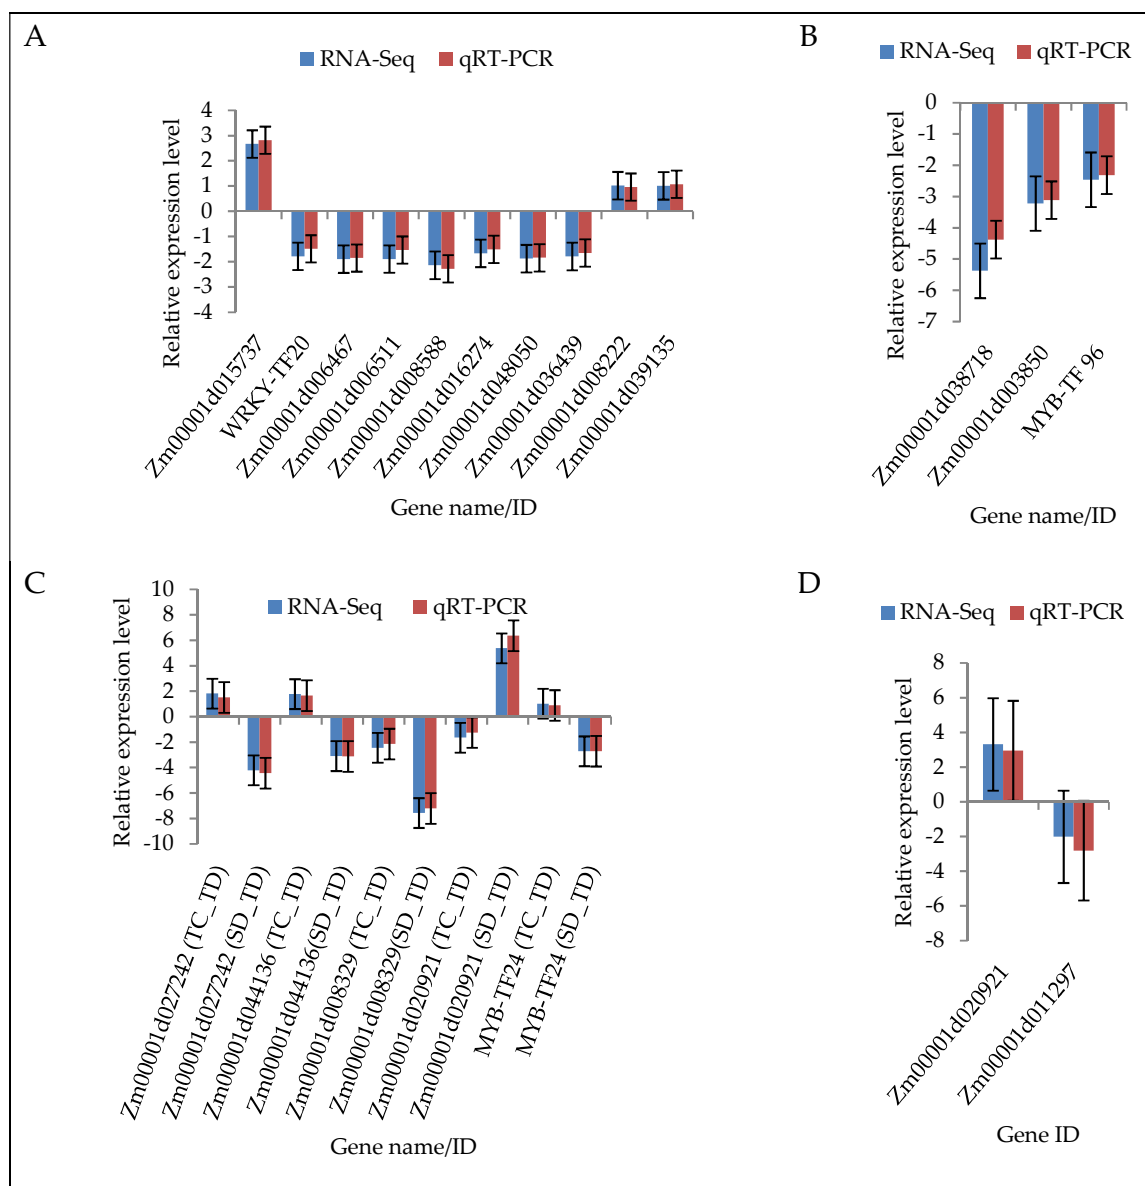 A
RNA-Seq qRT-PCR
Relative expression level
4
3
2
1
0
-1
-2
-3
-4
Zm00001d015737
WRKY-TF20
Zm00001d006467
Zm00001d006511
Zm00001d008588
Zm00001d016274
Zm00001d048050
Zm00001d036439
Zm00001d008222
Zm00001d039135
Gene name/ID
B
RNA-Seq qRT-PCR
Relative expression level
0
-1
-2
-3
-4
-5
-6
-7
Zm00001d038718
Zm00001d003850
MYB-TF 96
Gene name/ID
C
RNA-Seq qRT-PCR
Relative expression level
10
8
6
4
2
0
-2
-4
-6
-8
-10
Zm00001d027242 (TC_TD)
Zm00001d027242 (SD_TD)
Zm00001d044136 (TC_TD)
Zm00001d044136(SD_TD)
Zm00001d008329 (TC_TD)
Zm00001d008329(SD_TD)
Zm00001d020921 (TC_TD)
Zm00001d020921 (SD_TD)
MYB-TF24 (TC_TD)
MYB-TF24 (SD_TD)
Gene name/ID
D
RNA-Seq qRT-PCR
Relative expression level
8
6
4
2
0
-2
-4
-6
-8
Zm00001d020921
Zm00001d011297
Gene ID